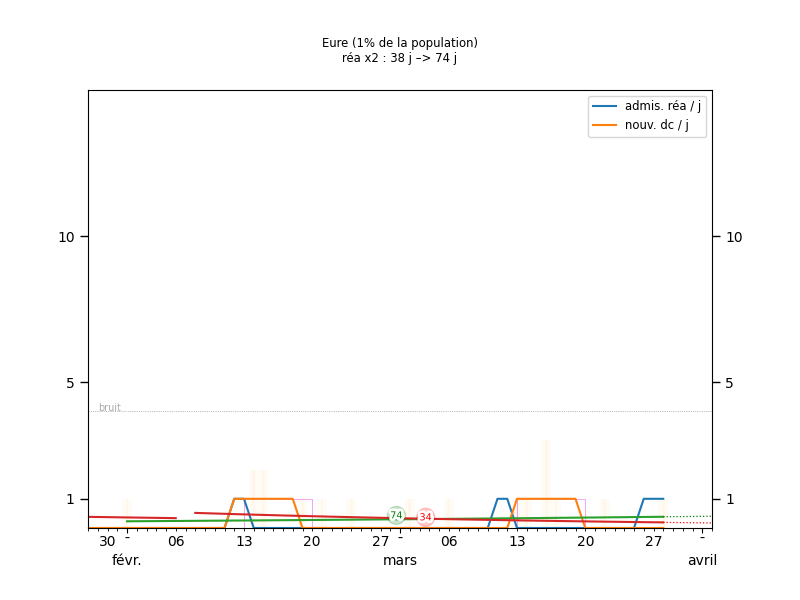 Eure (1% de la population)
réa x2 : 38 j –> 74 j
admis. réa / j
nouv. dc / j
10 10
5 5
bruit
1 1
74 34
30 - 06 13 20 27 - 06 13 20 27 -
févr. mars avril